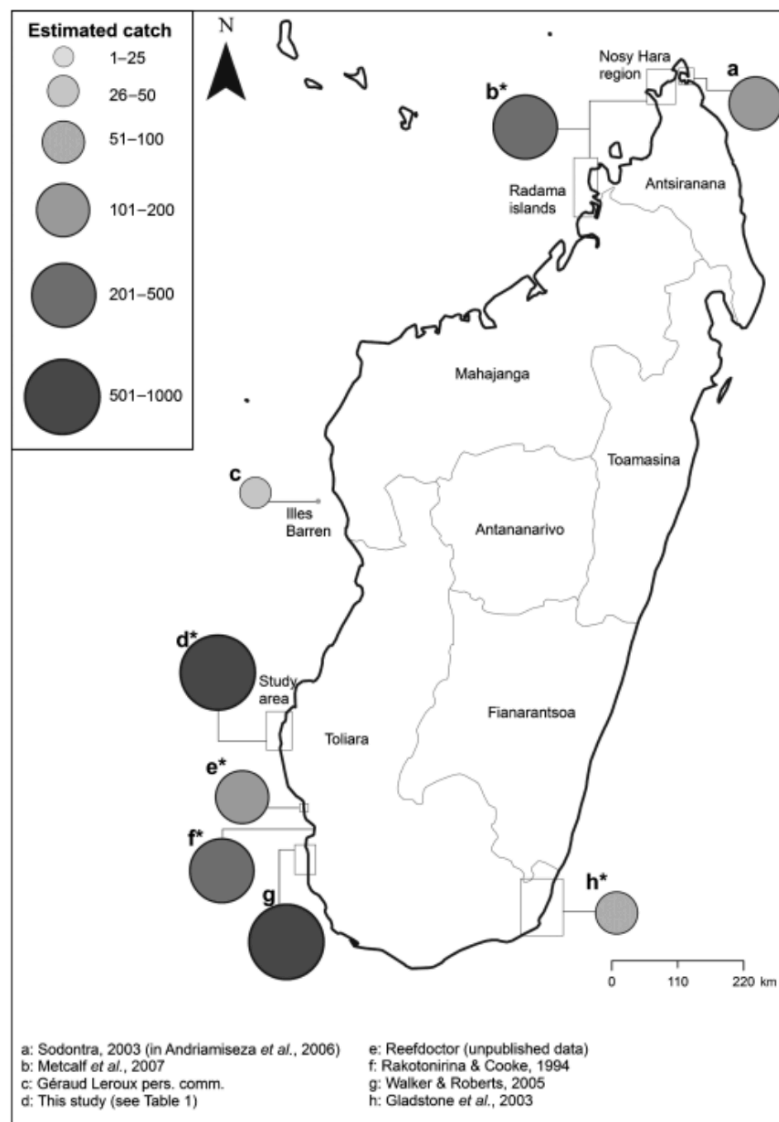 Estimated catch
1–25
26–50
51–100
101–200
201–500
501–1000
N
Nosy Hara
region
a
b*
Radama
islands
Antsiranana
Mahajanga
Toamasina
c
Illes
Barren
Antananarivo
d*
Study
area
Fianarantsoa
Toliara
e*
f*
g
h*
0 110 220 km
a: Sodontra, 2003 (in Andriamiseza et al., 2006)
b: Metcalf et al., 2007
c: Géraud Leroux pers. comm.
d: This study (see Table 1)
e: Reefdoctor (unpublished data)
f: Rakotonirina & Cooke, 1994
g: Walker & Roberts, 2005
h: Gladstone et al., 2003